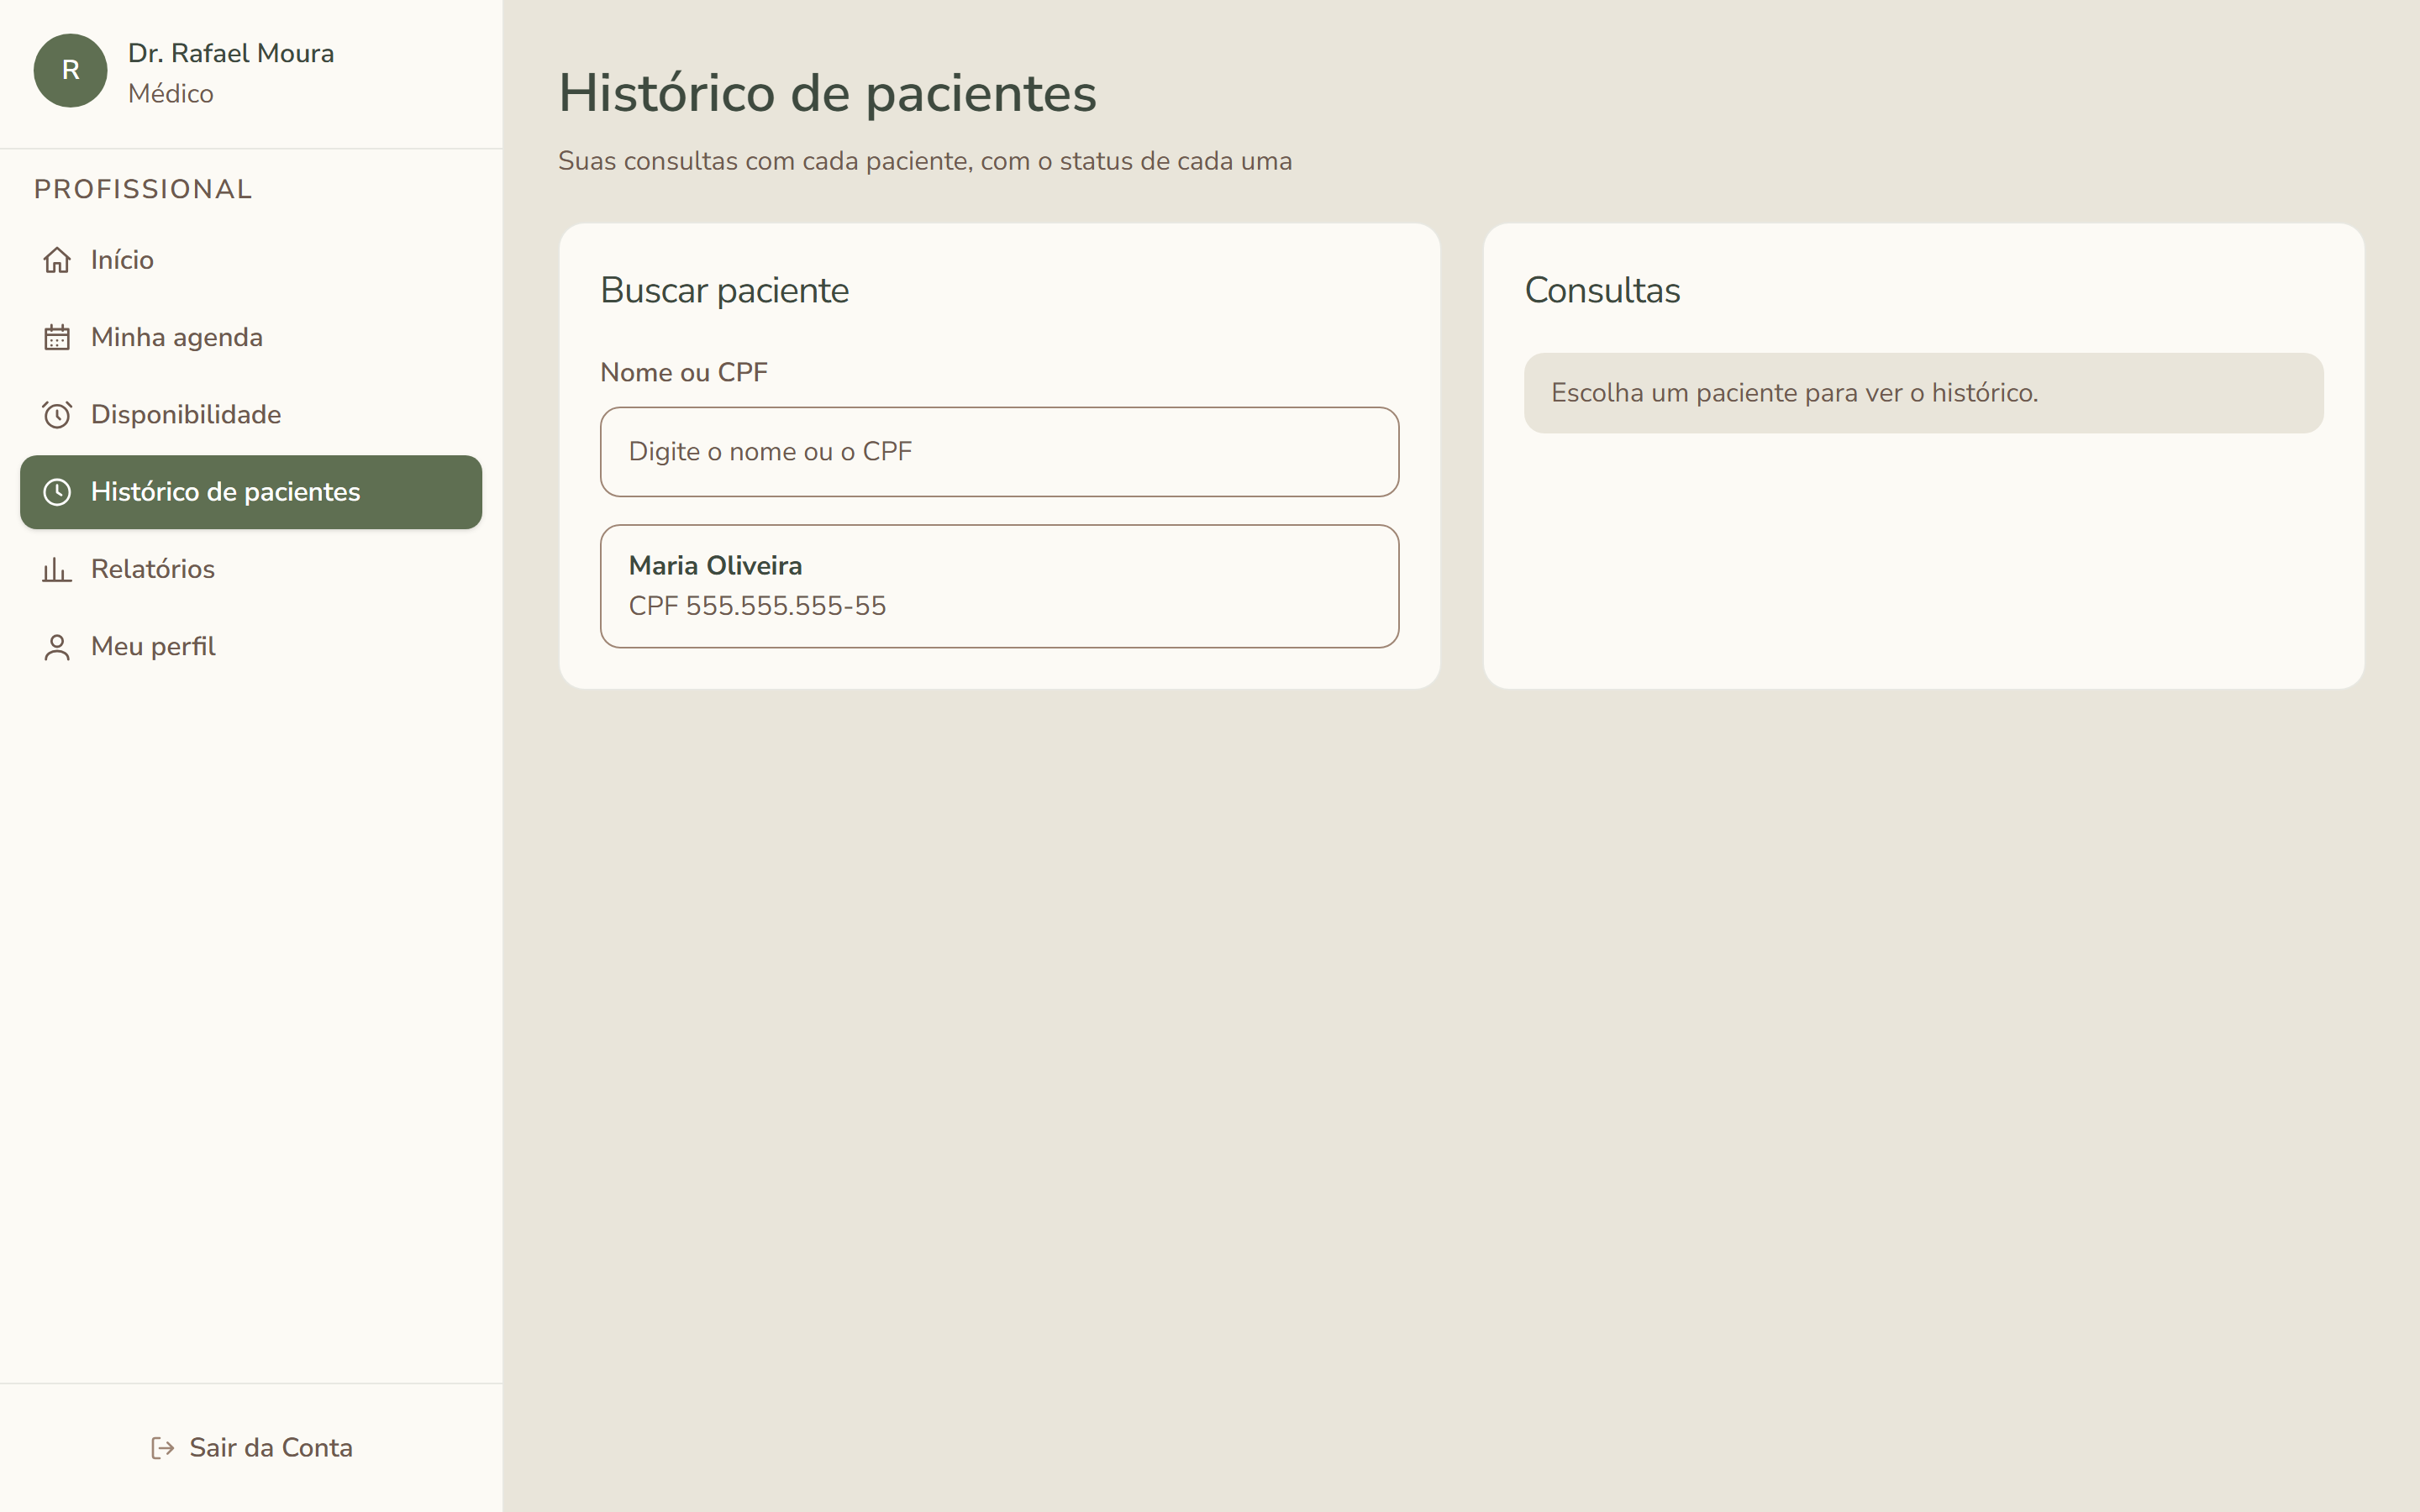 R
Dr. Rafael Moura
Médico
PROFISSIONAL
Início
Minha agenda
Disponibilidade
Histórico de pacientes
Relatórios
Meu perfil
Sair da Conta
Histórico de pacientes
Suas consultas com cada paciente, com o status de cada uma
Buscar paciente
Nome ou CPF
Digite o nome ou o CPF
Maria Oliveira
CPF 555.555.555-55
Consultas
Escolha um paciente para ver o histórico.